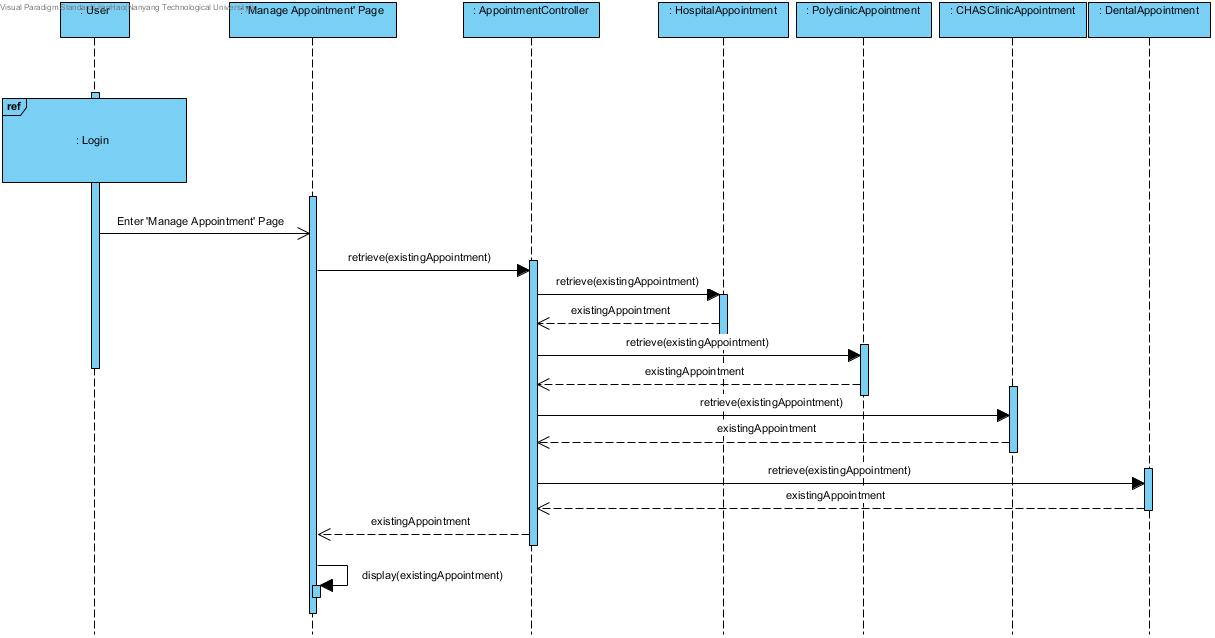 Visual Paradigm Standard Nanyang Technological University
: User
: 'Manage Appointment' Page
: AppointmentController
: HospitalAppointment
: PolyclinicAppointment
: CHASClinicAppointment
: DentalAppointment
ref
: Login
Enter 'Manage Appointment' Page
retrieve(existingAppointment)
retrieve(existingAppointment)
existingAppointment
retrieve(existingAppointment)
existingAppointment
retrieve(existingAppointment)
existingAppointment
retrieve(existingAppointment)
existingAppointment
existingAppointment
display(existingAppointment)